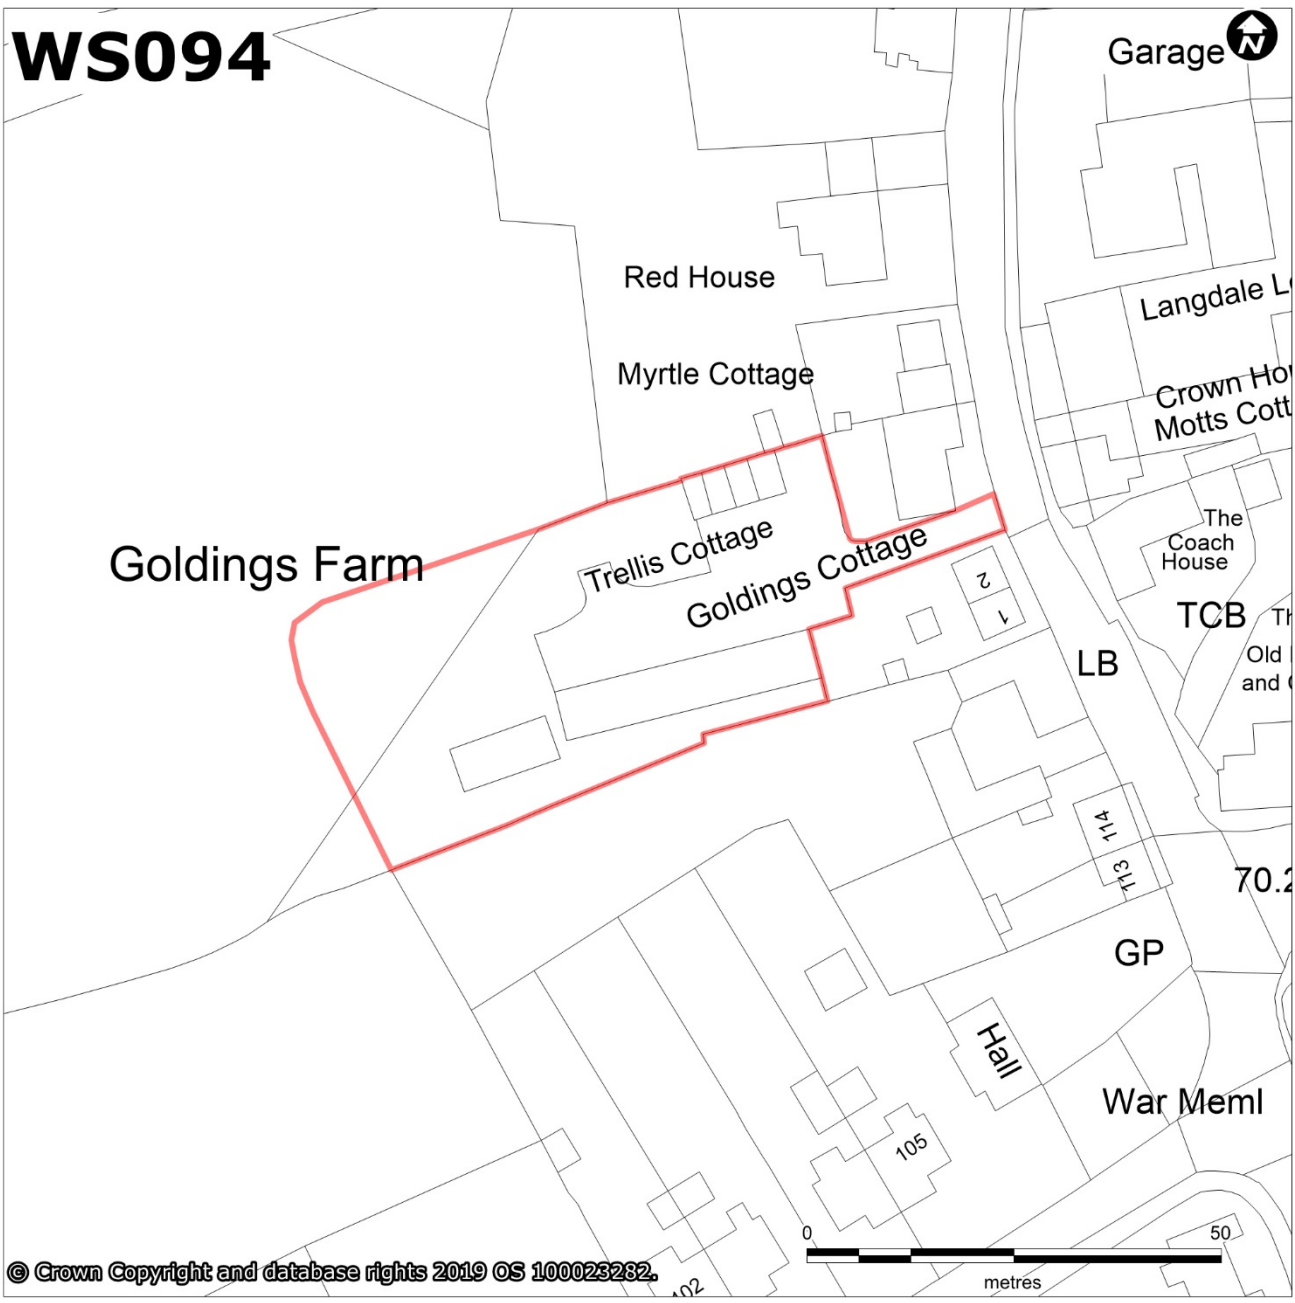 WS094
Garage
N
Red House
Langdale
Myrtle Cottage
Crown
Motts
The
Coach
House
Trellis Cottage
Goldings Farm
Goldings Cottage
2
1
TCB
LB
Old
and
114
113
GP
Hall
War Meml
105
102
0 50
metres
© Crown Copyright and database rights 2019 OS 100023282.